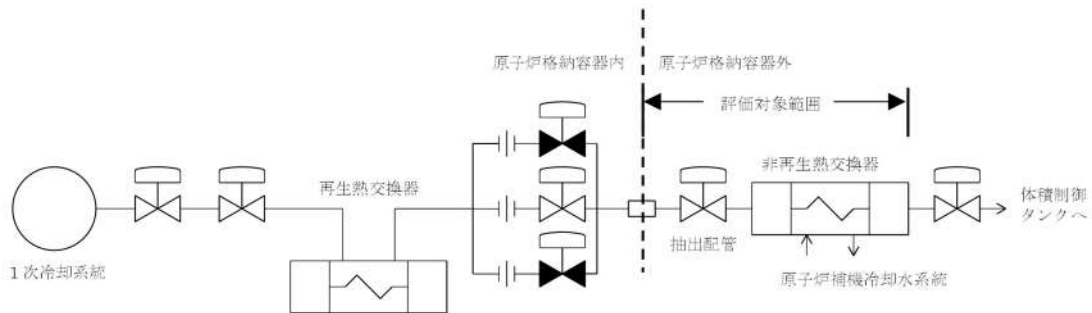 原子炉格納容器内
原子炉格納容器外
評価対象範囲
再生熱交換器
非再生熱交換器
体積制御
タンクへ
抽出配管
1次冷却系統
原子炉補機冷却水系統